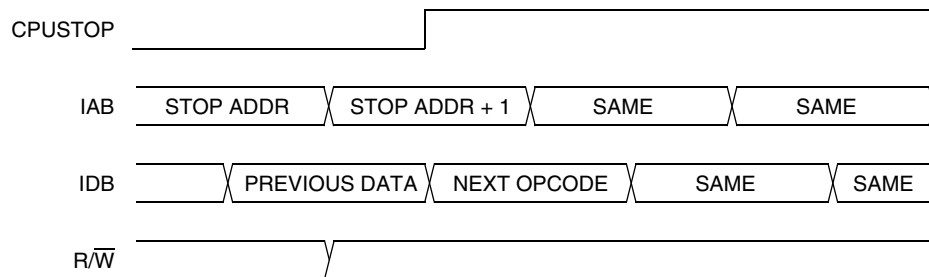 CPUSTOP
IAB STOP ADDR STOP ADDR + 1 SAME SAME
IDB PREVIOUS DATA NEXT OPCODE SAME SAME
R/W̅